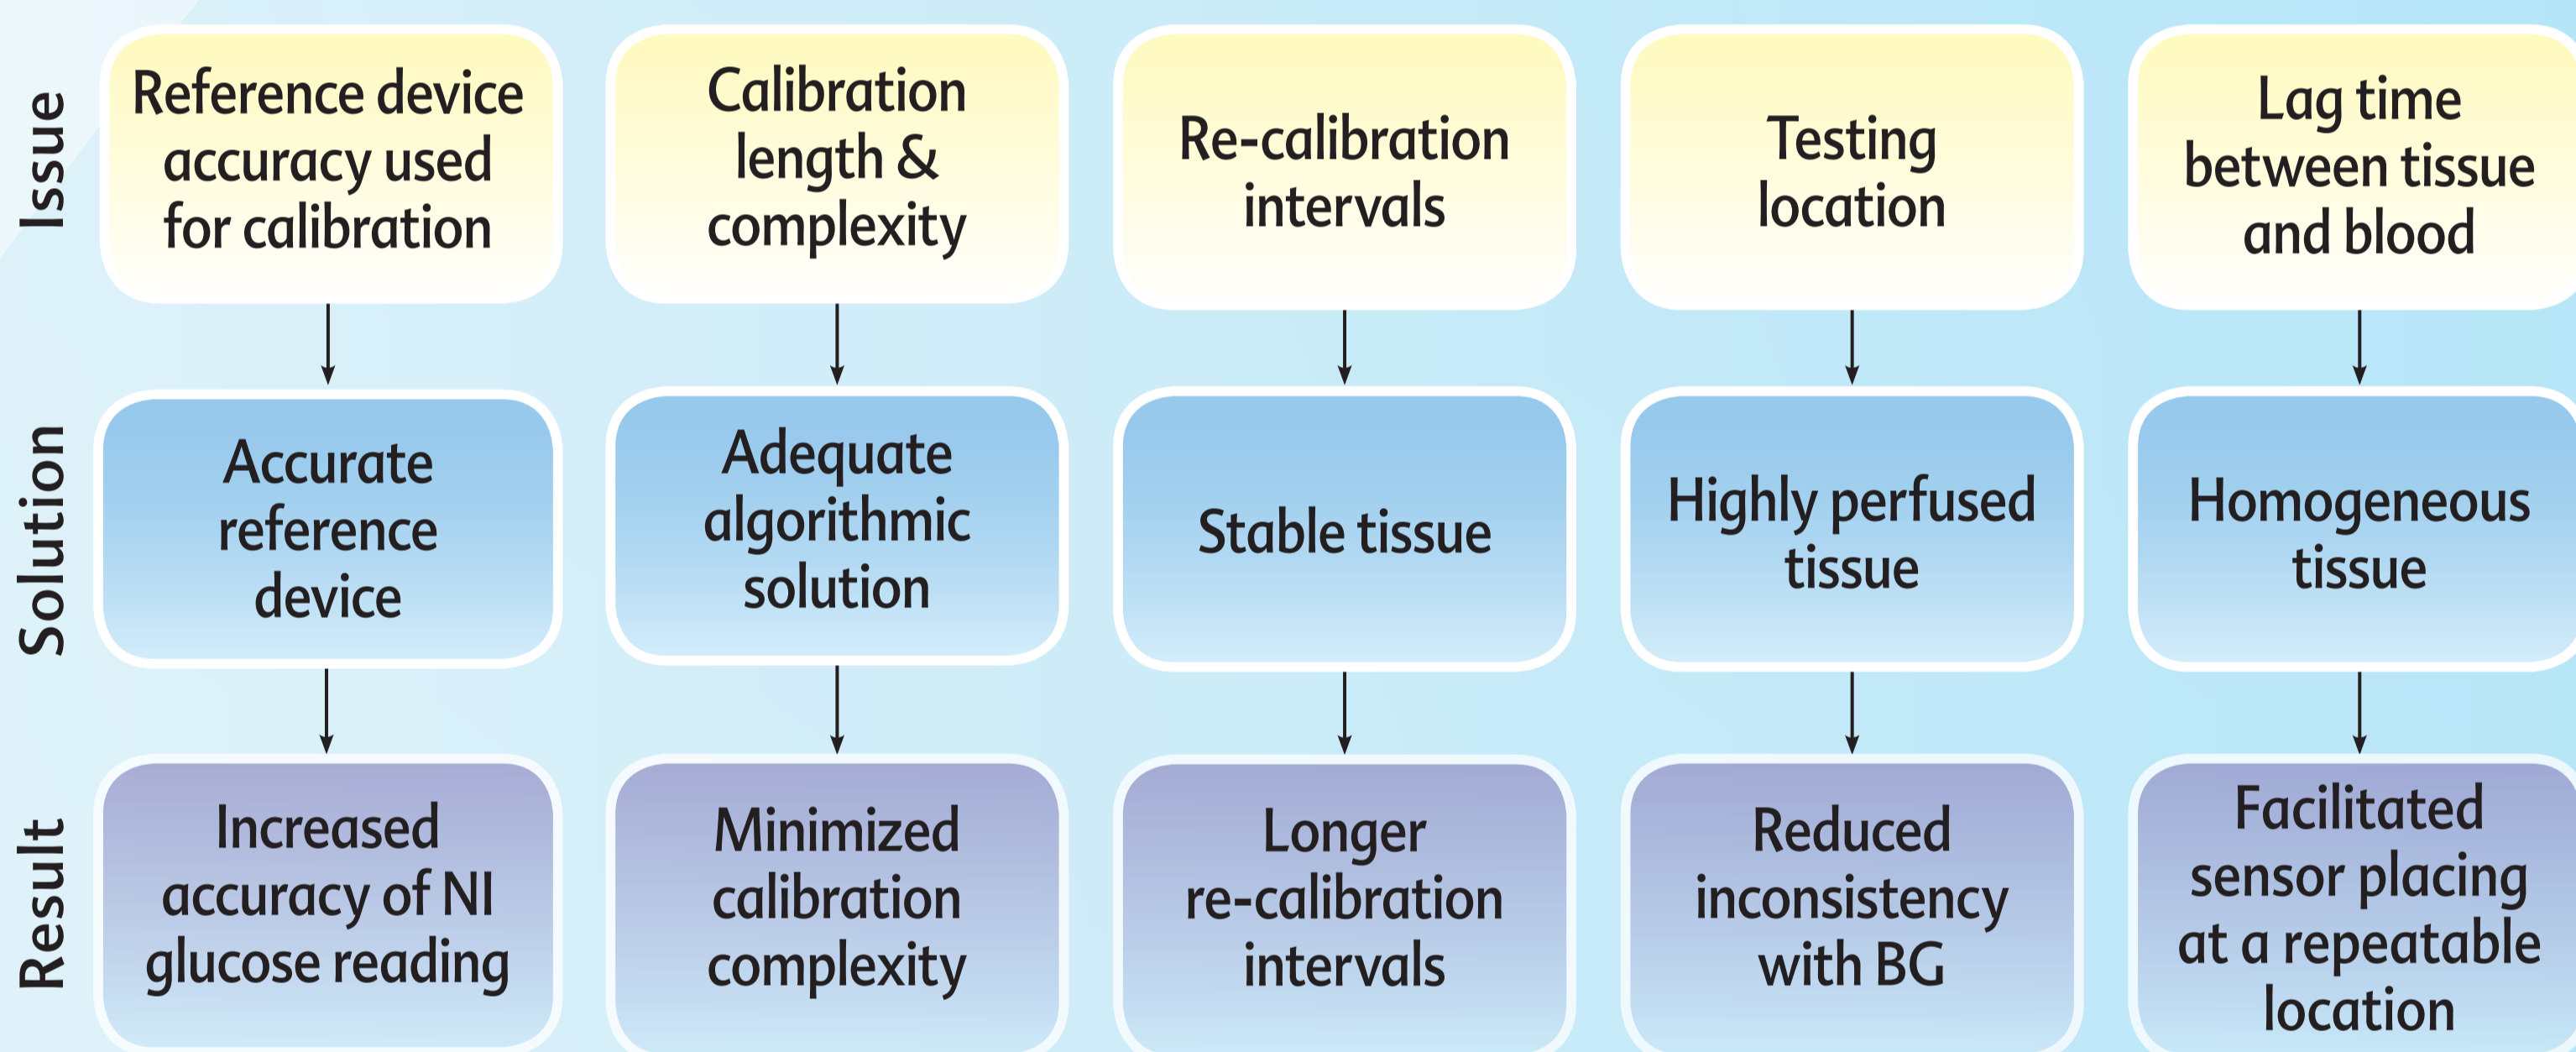 Issue
Reference device
accuracy used
for calibration
Calibration
length &
complexity
Re-calibration
intervals
Testing
location
Lag time
between tissue
and blood
Solution
Accurate
reference
device
Adequate
algorithmic
solution
Stable tissue
Highly perfused
tissue
Homogeneous
tissue
Result
Increased
accuracy of NI
glucose reading
Minimized
calibration
complexity
Longer
re-calibration
intervals
Reduced
inconsistency
with BG
Facilitated
sensor placing
at a repeatable
location